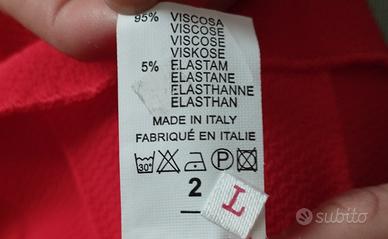 95% VISCOSA
VISCOSE
VISCOSE
VISKOSE
5% ELASTAM
ELASTANE
ELASTHANNE
ELASTHAN
MADE IN ITALY
FABRIQUÉ EN ITALIE
30°
P
2
L
subito